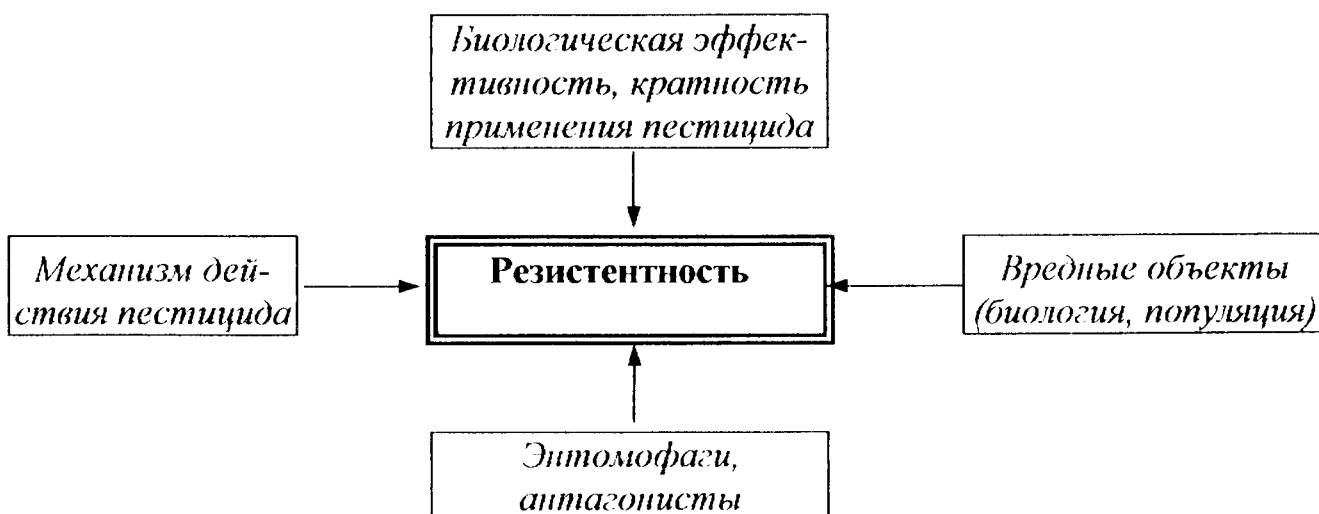 Биологическая эффек-
тивность, кратность
применения пестицида
Механизм дей-
ствия пестицида
Резистентность
Вредные объекты
(биология, популяция)
Энтомофаги,
антагонисты